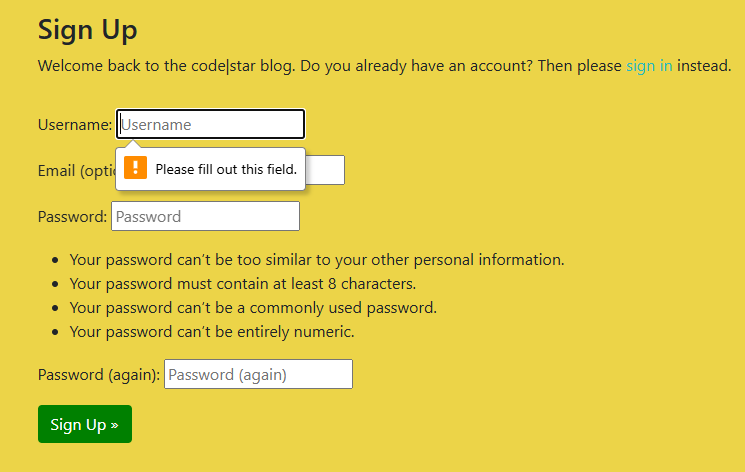 Sign Up
Welcome back to the code|star blog. Do you already have an account? Then please sign in instead.
Username: Username
Please fill out this field.
Email (optio
Password: Password
Your password can't be too similar to your other personal information.
Your password must contain at least 8 characters.
Your password can't be a commonly used password.
Your password can't be entirely numeric.
Password (again): Password (again)
Sign Up »